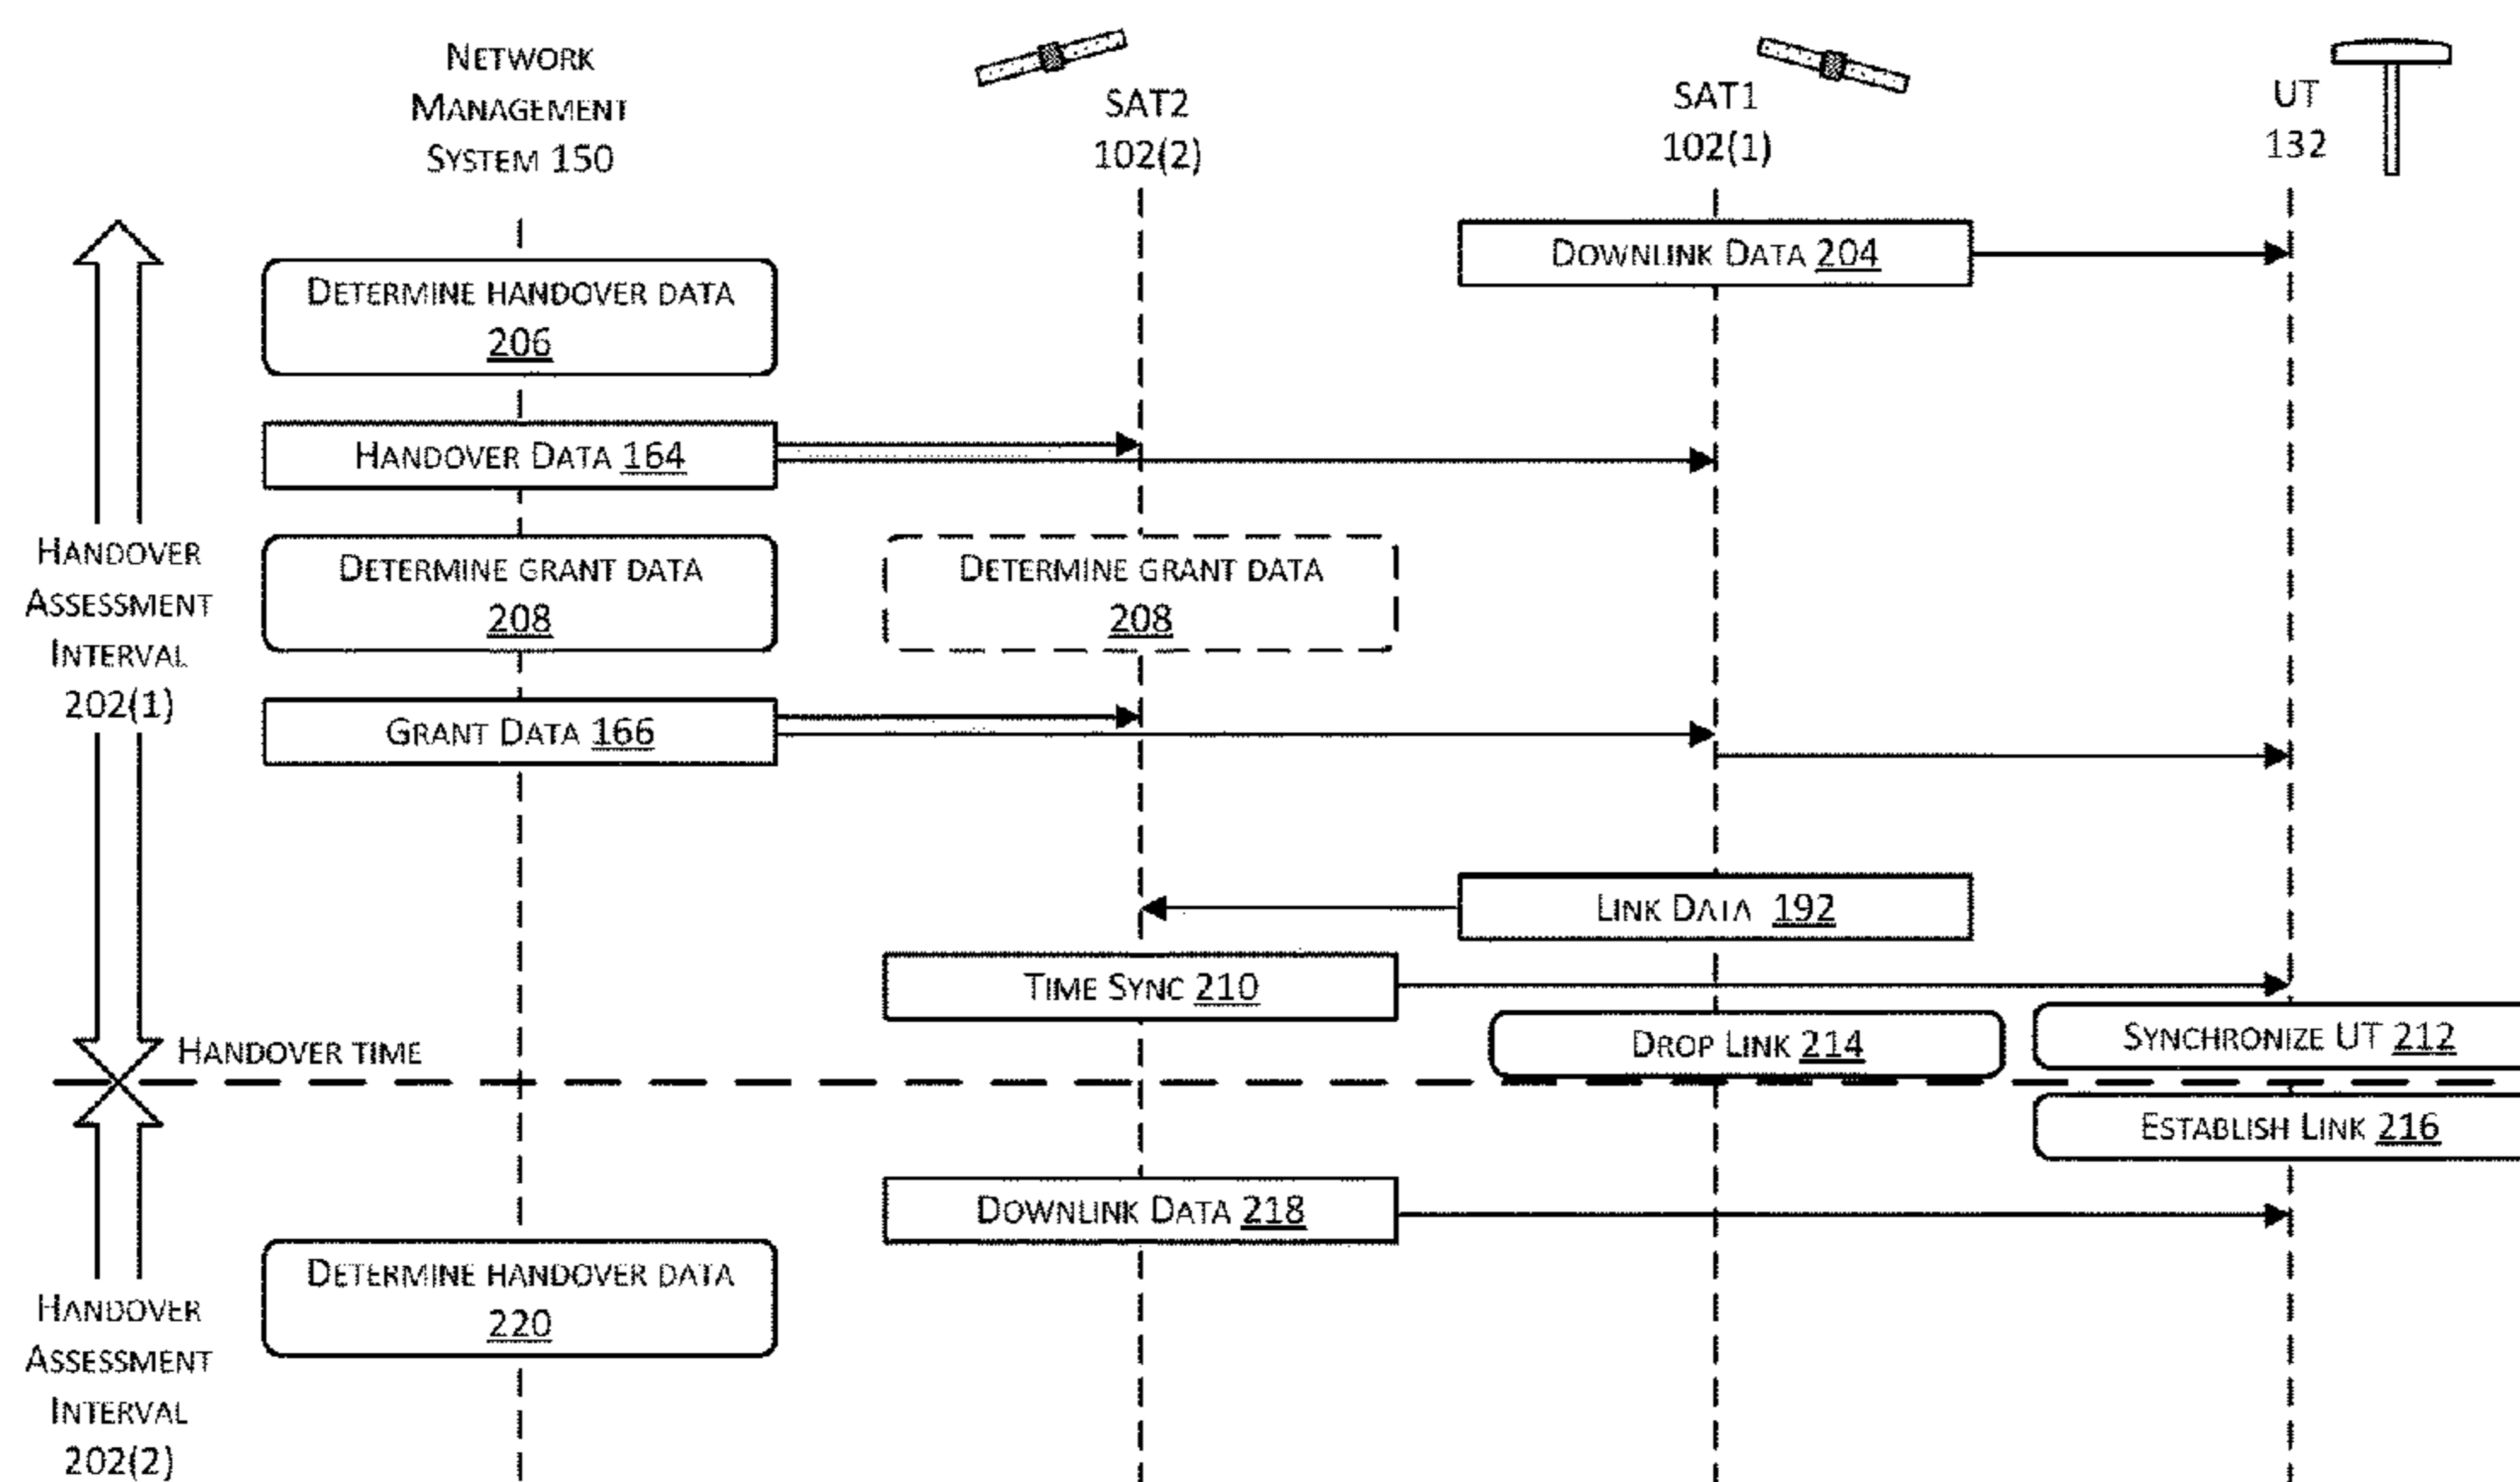 NETWORK
MANAGEMENT
SYSTEM 150
SAT2
102(2)
SAT1
102(1)
UT
132
DOWNLINK DATA 204
DETERMINE HANDOVER DATA
206
HANDOVER DATA 164
HANDOVER
ASSESSMENT
INTERVAL
202(1)
DETERMINE GRANT DATA
208
DETERMINE GRANT DATA
208
GRANT DATA 166
LINK DATA 192
TIME SYNC 210
DROP LINK 214
SYNCHRONIZE UT 212
HANDOVER TIME
ESTABLISH LINK 216
DOWNLINK DATA 218
DETERMINE HANDOVER DATA
220
HANDOVER
ASSESSMENT
INTERVAL
202(2)